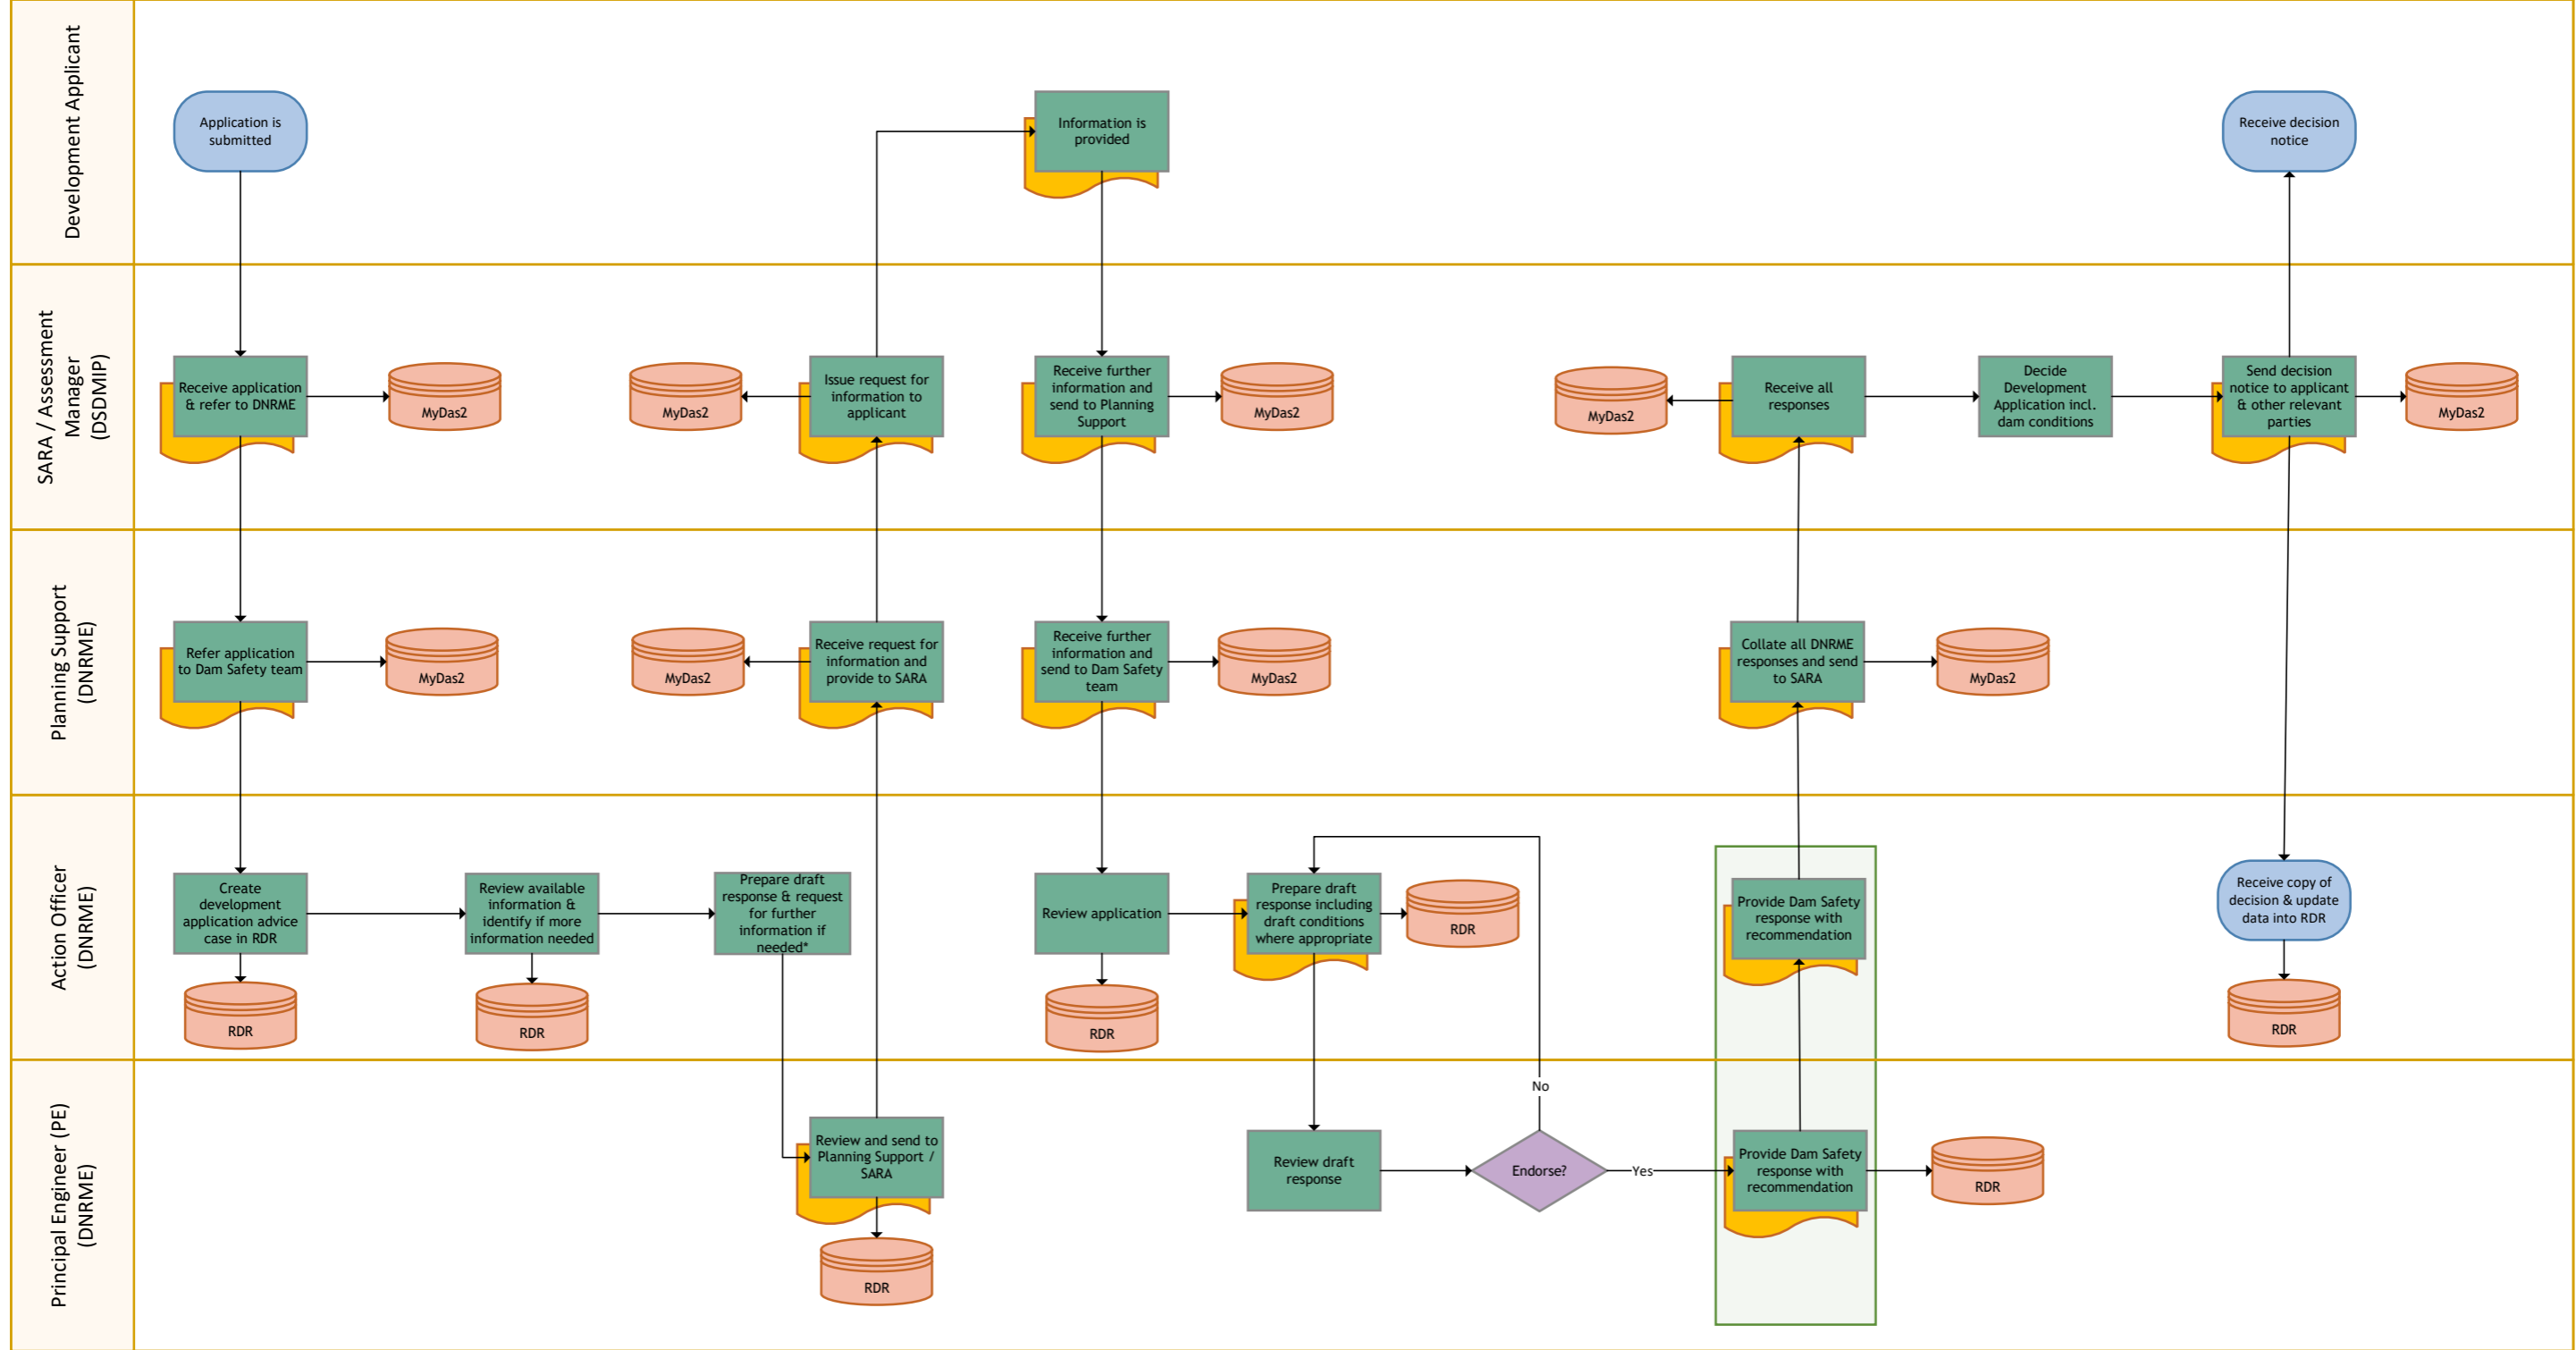 Development Applicant
Application is
submitted
Information is
provided
Receive decision
notice
SARA / Assessment
Manager
(DSDMIP)
Receive application
& refer to DNRME
MyDas2
MyDas2
Issue request for
information to
applicant
Receive further
information and
send to Planning
Support
MyDas2
MyDas2
Receive all
responses
Decide
Development
Application incl.
dam conditions
Send decision
notice to applicant
& other relevant
parties
MyDas2
Planning Support
(DNRME)
Refer application
to Dam Safety team
MyDas2
MyDas2
Receive request for
information and
provide to SARA
Receive further
information and
send to Dam Safety
team
MyDas2
Collate all DNRME
responses and send
to SARA
MyDas2
Action Officer
(DNRME)
Create
development
application advice
case in RDR
RDR
Review available
information &
identify if more
information needed
RDR
Prepare draft
response & request
for further
information if
needed*
Review application
RDR
Prepare draft
response including
draft conditions
where appropriate
RDR
Provide Dam Safety
response with
recommendation
Receive copy of
decision & update
data into RDR
RDR
Principal Engineer (PE)
(DNRME)
Review and send to
Planning Support /
SARA
RDR
Review draft
response
Endorse?
No
Yes
Provide Dam Safety
response with
recommendation
RDR